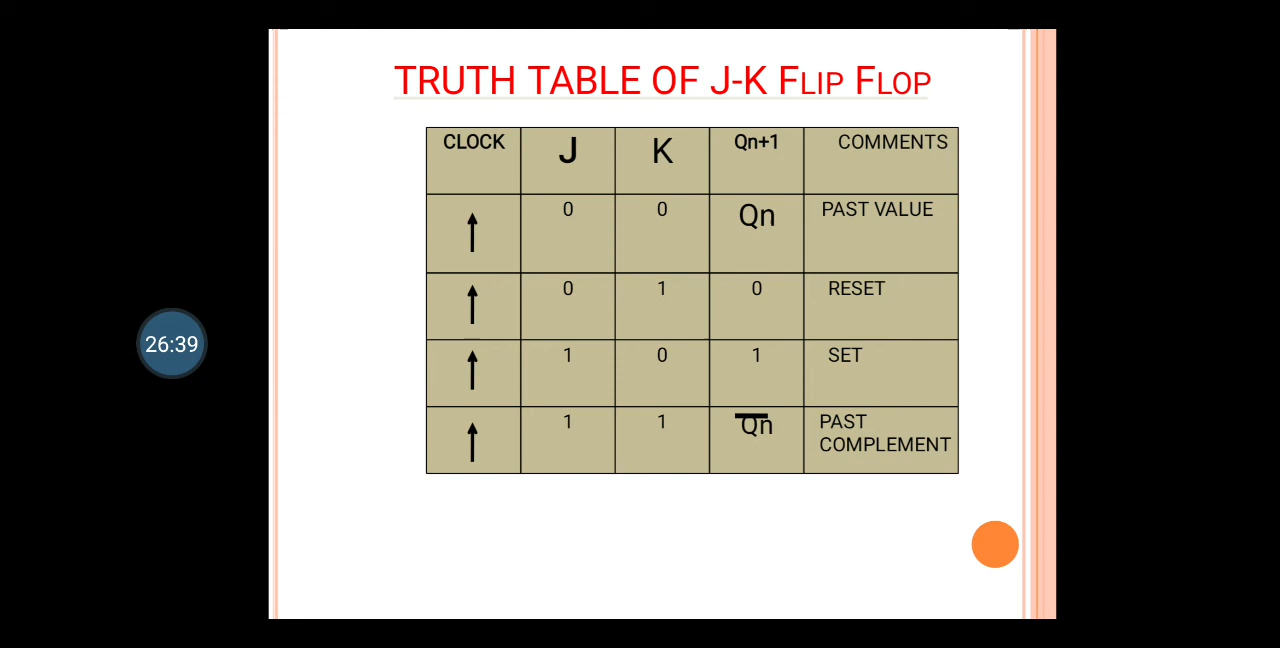 TRUTH TABLE OF J-K FLIP FLOP
CLOCK J K Qn+1 COMMENTS
↑ 0 0 Qn PAST VALUE
↑ 0 1 0 RESET
26:39
↑ 1 0 1 SET
↑ 1 1 Q̅n̅ PAST
COMPLEMENT